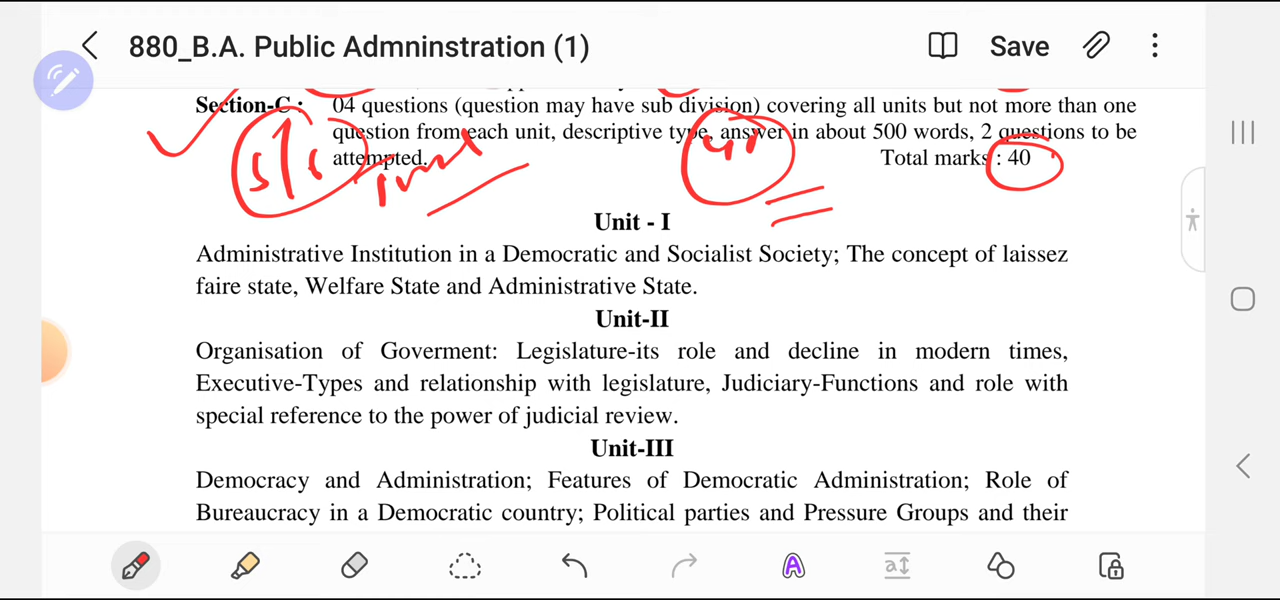 880_B.A. Public Admninstration (1)
Save
Section-C : 04 questions (question may have sub division) covering all units but not more than one
question from each unit, descriptive type, answer in about 500 words, 2 questions to be
attempted. Total marks : 40
Unit - I
Administrative Institution in a Democratic and Socialist Society; The concept of laissez
faire state, Welfare State and Administrative State.
Unit-II
Organisation of Goverment: Legislature-its role and decline in modern times,
Executive-Types and relationship with legislature, Judiciary-Functions and role with
special reference to the power of judicial review.
Unit-III
Democracy and Administration; Features of Democratic Administration; Role of
Bureaucracy in a Democratic country; Political parties and Pressure Groups and their